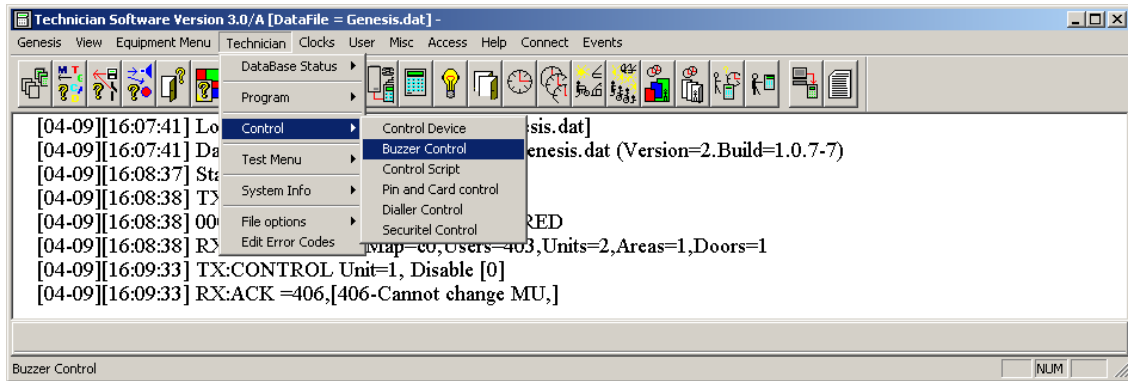 Technician Software Version 3.0/A [DataFile = Genesis.dat] -
Genesis View Equipment Menu Technician Clocks User Misc Access Help Connect Events
DataBase Status
Program
Control
Test Menu
System Info
File options
Edit Error Codes
Control Device
Buzzer Control
Control Script
Pin and Card control
Dialler Control
Securitel Control
[04-09][16:07:41] Lo sis.dat]
[04-09][16:07:41] Da enesis.dat (Version=2.Build=1.0.7-7)
[04-09][16:08:37] Sta
[04-09][16:08:38] TX
[04-09][16:08:38] 00 RED
[04-09][16:08:38] RX Map=c0,Users=403,Units=2,Areas=1,Doors=1
[04-09][16:09:33] TX:CONTROL Unit=1, Disable [0]
[04-09][16:09:33] RX:ACK =406,[406-Cannot change MU,]
Buzzer Control NUM